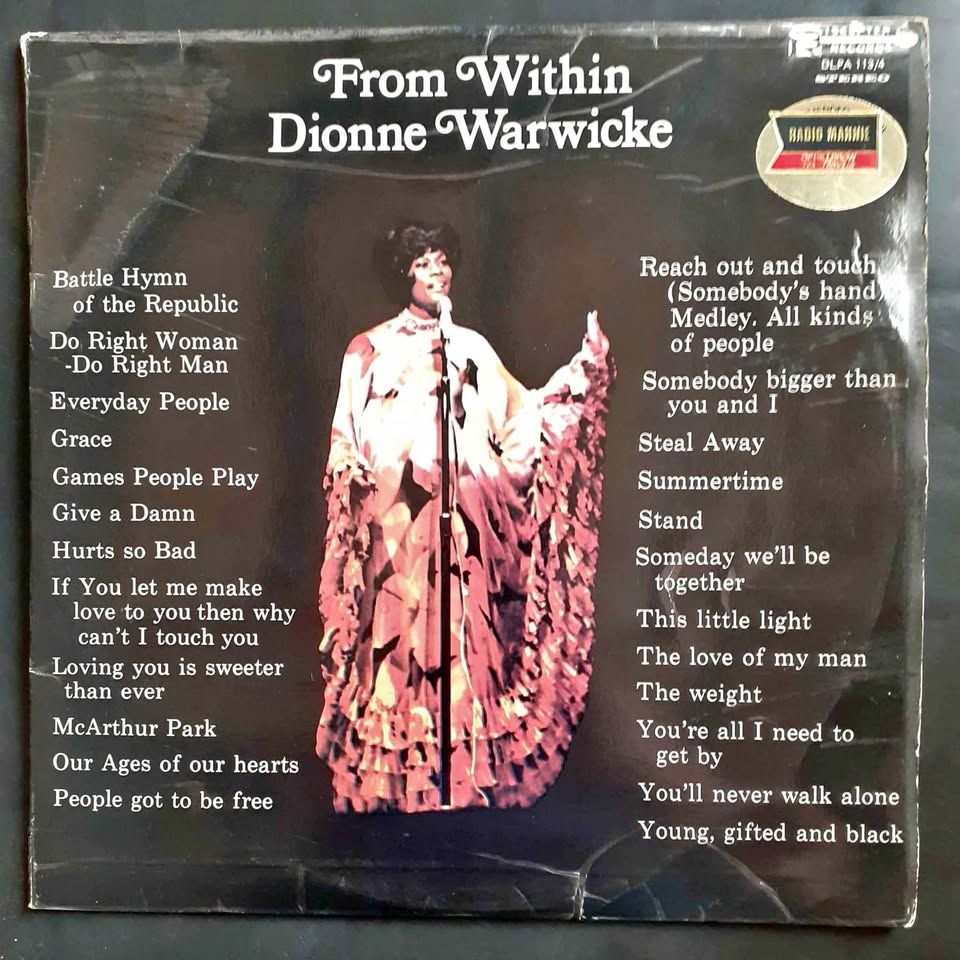 From Within
Dionne Warwicke
RECORDS
DLPA 113/4
STEREO
RADIO MANNIE
Battle Hymn
of the Republic
Do Right Woman
-Do Right Man
Everyday People
Grace
Games People Play
Give a Damn
Hurts so Bad
If You let me make
love to you then why
can't I touch you
Loving you is sweeter
than ever
McArthur Park
Our Ages of our hearts
People got to be free
Reach out and touch
(Somebody's hand)
Medley. All kinds
of people
Somebody bigger than
you and I
Steal Away
Summertime
Stand
Someday we'll be
together
This little light
The love of my man
The weight
You're all I need to
get by
You'll never walk alone
Young, gifted and black